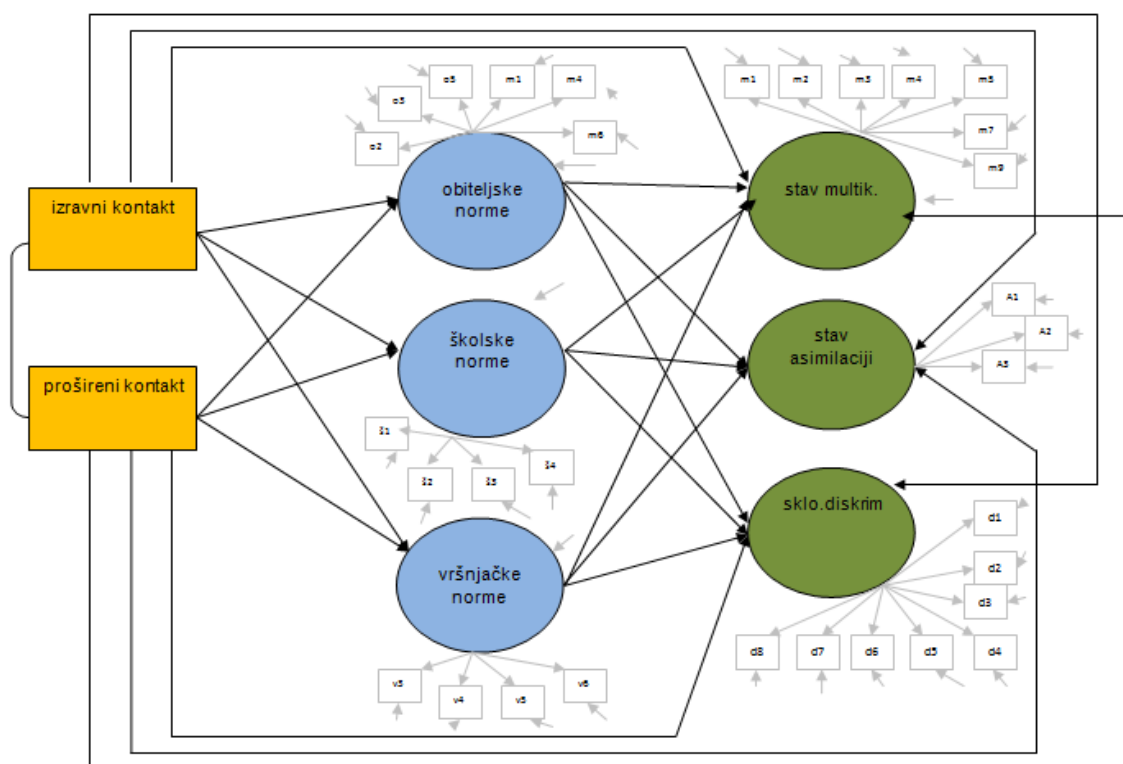 o5
m1
m4
m1
m2
m3
m4
m5
o3
o2
m6
m7
m9
izravni kontakt
obiteljske
norme
stav multik.
A1
A2
A3
školske
norme
stav
asimilaciji
prošireni kontakt
š1
š2
š3
š4
sklo.diskrim
d1
d2
d3
vršnjačke
norme
d8
d7
d6
d5
d4
v3
v4
v5
v6